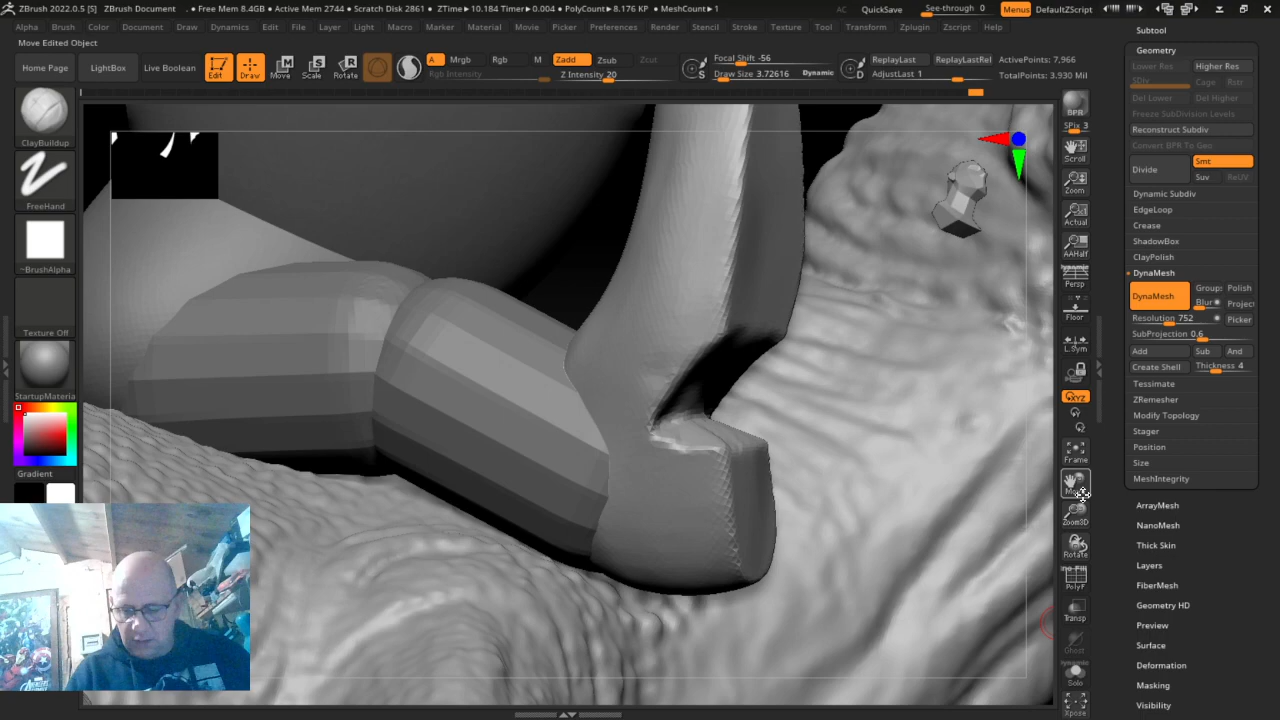 ZBrush 2022.0.5 [S] ZBrush Document . • Free Mem 8.4GB • Active Mem 2744 • Scratch Disk 2861 • ZTime▸10.184 Timer▸0.004 • PolyCount▸8.176 KP • MeshCount▸1 AC QuickSave See-through 0 Menus DefaultZScript
Alpha Brush Color Document Draw Dynamics Edit File Layer Light Macro Marker Material Movie Picker Preferences Render Stencil Stroke Texture Tool Transform Zplugin Zscript Help
Move Edited Object
Home Page LightBox Live Boolean Edit Draw Move Scale Rotate
A Mrgb Rgb M
Rgb Intensity
Zadd Zsub Zcut
Z Intensity 20
S
Focal Shift -56
Draw Size 3.72616 Dynamic
D
ReplayLast ReplayLastRel
AdjustLast 1
ActivePoints: 7,966
TotalPoints: 3.930 Mil
ClayBuildup
FreeHand
~BrushAlpha
Texture Off
StartupMateria
Gradient
BPR
SPix 3
Scroll
Zoom
Actual
AAHalf
Dynamic
Persp
Floor
L.Sym
XYZ
Y
Z
Frame
Move
Zoom3D
Rotate
PolyF
Transp
Ghost
Dynamic
Solo
Xpose
Subtool
Geometry
Lower Res Higher Res
SDiv Cage Rstr
Del Lower Del Higher
Freeze SubDivision Levels
Reconstruct Subdiv
Convert BPR To Geo
Divide Smt
Suv ReUV
Dynamic Subdiv
EdgeLoop
Crease
ShadowBox
ClayPolish
DynaMesh
DynaMesh Group: Polish
Blur Project
Resolution 752 Picker
SubProjection 0.6
Add Sub And
Create Shell Thickness 4
Tessimate
ZRemesher
Modify Topology
Stager
Position
Size
MeshIntegrity
ArrayMesh
NanoMesh
Thick Skin
Layers
FiberMesh
Geometry HD
Preview
Surface
Deformation
Masking
Visibility